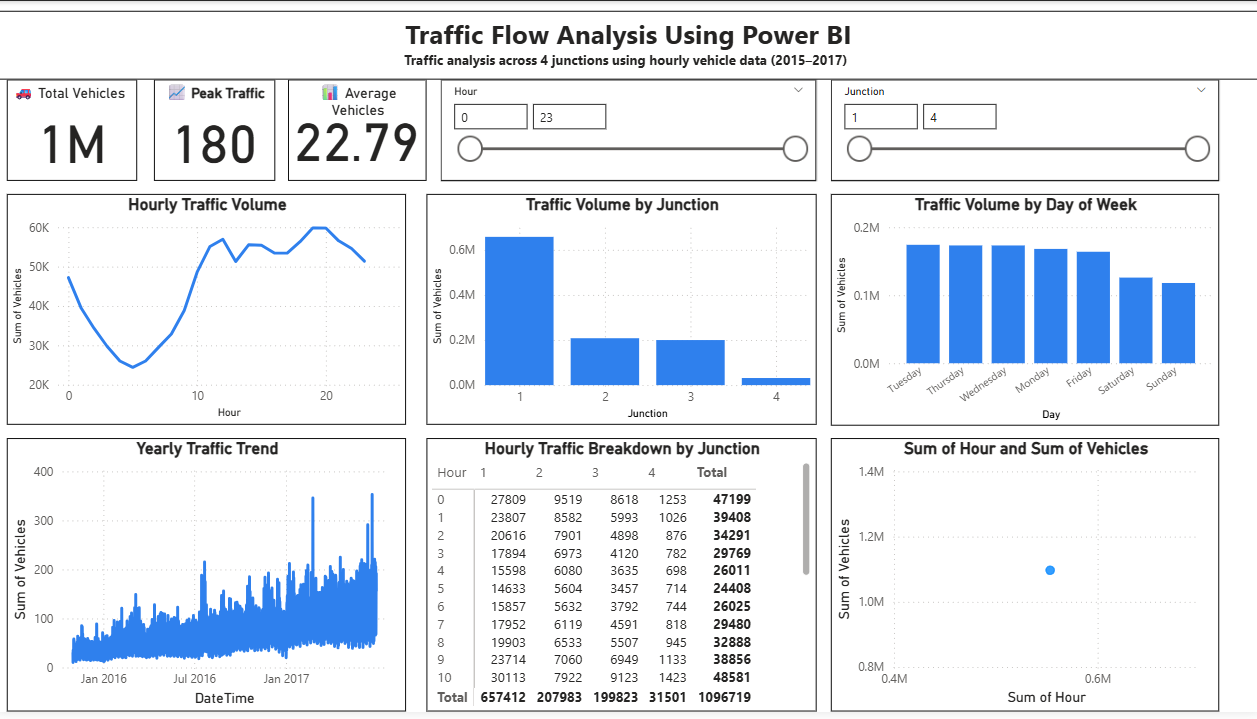 Traffic Flow Analysis Using Power BI
Traffic analysis across 4 junctions using hourly vehicle data (2015–2017)
🚗 Total Vehicles
1M
📈 Peak Traffic
180
📊 Average
Vehicles
22.79
Hour
0 23
Junction
1 4
Hourly Traffic Volume
Sum of Vehicles
60K
50K
40K
30K
20K
0 10 20
Hour
Traffic Volume by Junction
Sum of Vehicles
0.6M
0.4M
0.2M
0.0M
1 2 3 4
Junction
Traffic Volume by Day of Week
Sum of Vehicles
0.2M
0.1M
0.0M
Tuesday Thursday Wednesday Monday Friday Saturday Sunday
Day
Yearly Traffic Trend
Sum of Vehicles
400
300
200
100
0
Jan 2016 Jul 2016 Jan 2017
DateTime
Hourly Traffic Breakdown by Junction
Hour 1 2 3 4 Total
0 27809 9519 8618 1253 47199
1 23807 8582 5993 1026 39408
2 20616 7901 4898 876 34291
3 17894 6973 4120 782 29769
4 15598 6080 3635 698 26011
5 14633 5604 3457 714 24408
6 15857 5632 3792 744 26025
7 17952 6119 4591 818 29480
8 19903 6533 5507 945 32888
9 23714 7060 6949 1133 38856
10 30113 7922 9123 1423 48581
Total 657412 207983 199823 31501 1096719
Sum of Hour and Sum of Vehicles
Sum of Vehicles
1.4M
1.2M
1.0M
0.8M
0.4M 0.6M
Sum of Hour